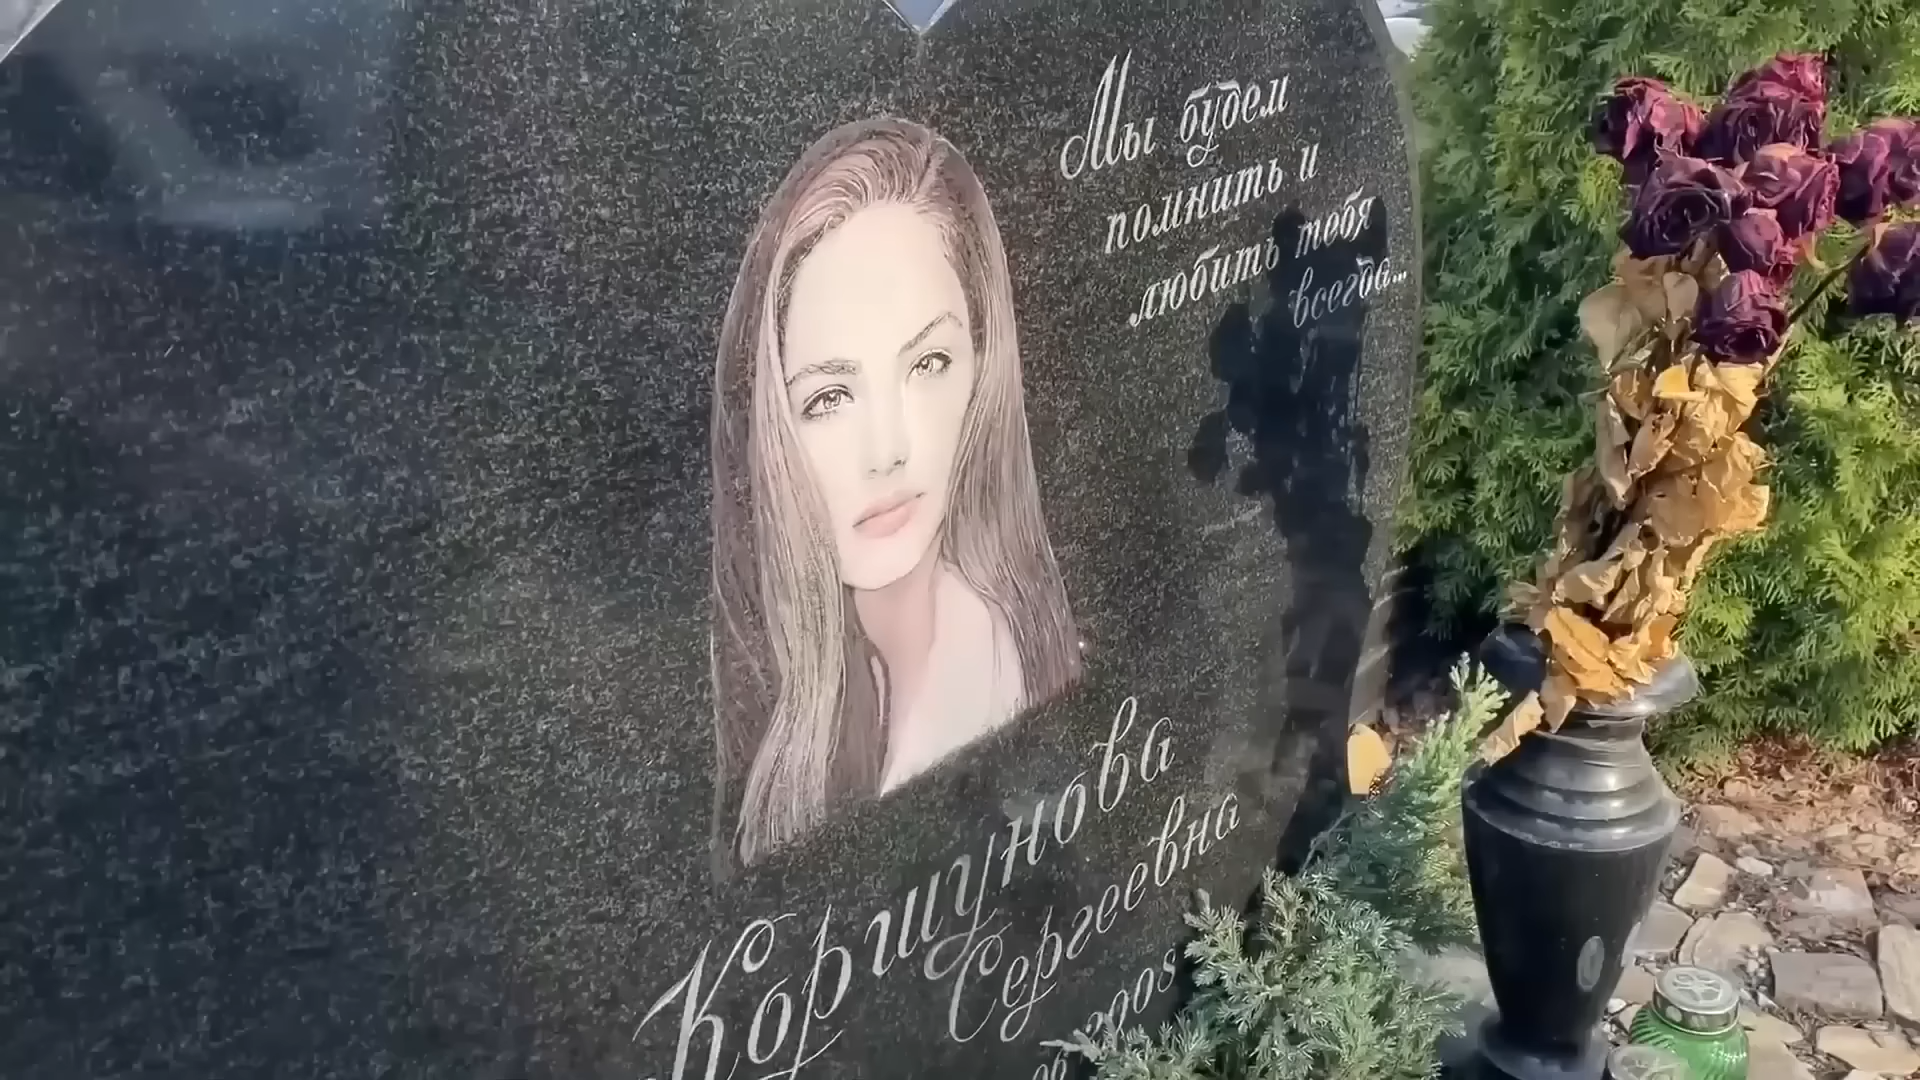 Мы будем
помнить и
любить тебя
всегда...
Коршунова
Сергеевна